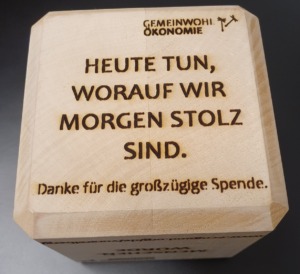 GEMEINWOHL
ÖKONOMIE
HEUTE TUN,
WORAUF WIR
MORGEN STOLZ
SIND.
Danke für die großzügige Spende.